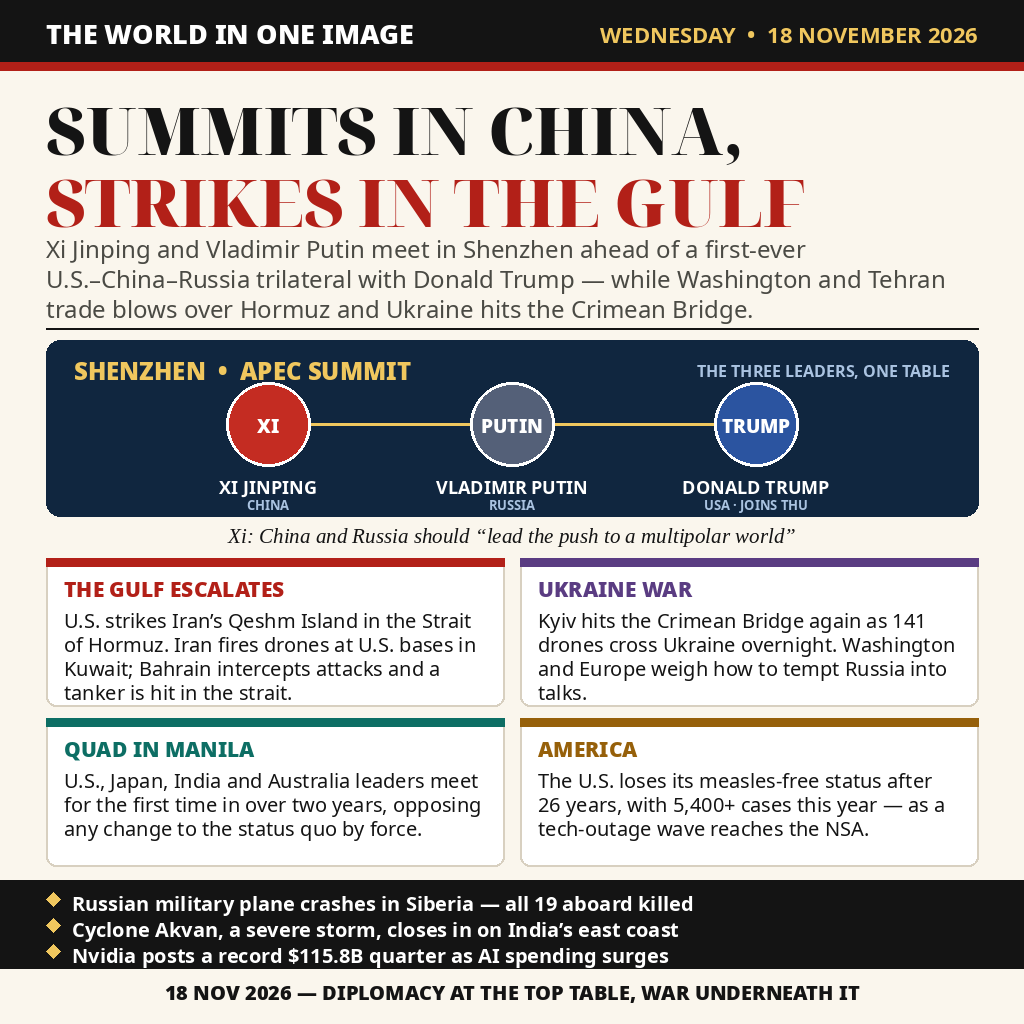 THE WORLD IN ONE IMAGE
WEDNESDAY • 18 NOVEMBER 2026
SUMMITS IN CHINA,
STRIKES IN THE GULF
Xi Jinping and Vladimir Putin meet in Shenzhen ahead of a first-ever
U.S.–China–Russia trilateral with Donald Trump — while Washington and Tehran
trade blows over Hormuz and Ukraine hits the Crimean Bridge.
SHENZHEN • APEC SUMMIT
THE THREE LEADERS, ONE TABLE
XI
PUTIN
TRUMP
XI JINPING
VLADIMIR PUTIN
DONALD TRUMP
CHINA
RUSSIA
USA · JOINS THU
Xi: China and Russia should “lead the push to a multipolar world”
THE GULF ESCALATES
U.S. strikes Iran’s Qeshm Island in the Strait
of Hormuz. Iran fires drones at U.S. bases in
Kuwait; Bahrain intercepts attacks and a
tanker is hit in the strait.
UKRAINE WAR
Kyiv hits the Crimean Bridge again as 141
drones cross Ukraine overnight. Washington
and Europe weigh how to tempt Russia into
talks.
QUAD IN MANILA
U.S., Japan, India and Australia leaders meet
for the first time in over two years, opposing
any change to the status quo by force.
AMERICA
The U.S. loses its measles-free status after
26 years, with 5,400+ cases this year — as a
tech-outage wave reaches the NSA.
Russian military plane crashes in Siberia — all 19 aboard killed
Cyclone Akvan, a severe storm, closes in on India’s east coast
Nvidia posts a record $115.8B quarter as AI spending surges
18 NOV 2026 — DIPLOMACY AT THE TOP TABLE, WAR UNDERNEATH IT